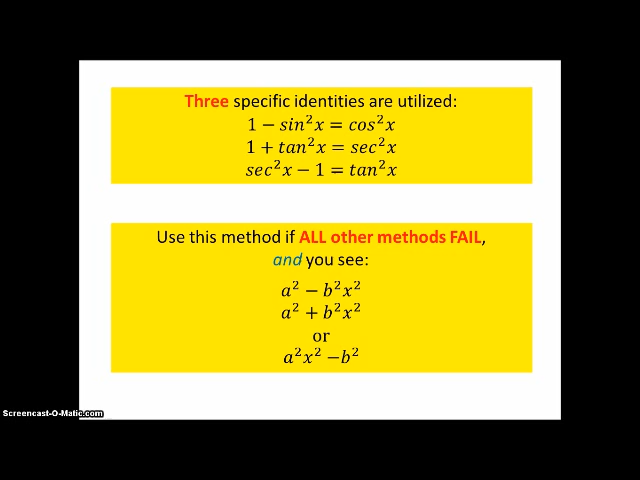 Three specific identities are utilized:
1 − sin²x = cos²x
1 + tan²x = sec²x
sec²x − 1 = tan²x
Use this method if ALL other methods FAIL,
and you see:
a² − b²x²
a² + b²x²
or
a²x² −b²
Screencast-O-Matic.com